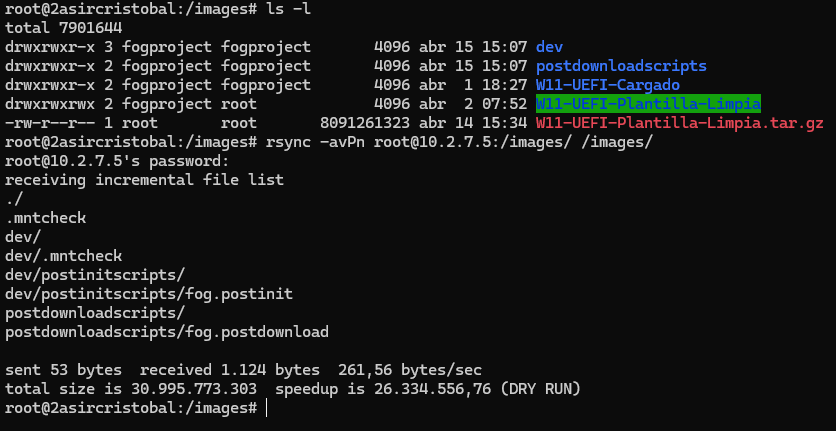 root@2asircristobal:/images# ls -l
total 7901644
drwxrwxr-x 3 fogproject fogproject       4096 abr 15 15:07 dev
drwxrwxr-x 2 fogproject fogproject       4096 abr 15 15:07 postdownloadscripts
drwxrwxr-x 2 fogproject fogproject       4096 abr  1 18:27 W11-UEFI-Cargado
drwxrwxrwx 2 fogproject root             4096 abr  2 07:52 W11-UEFI-Plantilla-Limpia
-rw-r--r-- 1 root       root       8091261323 abr 14 15:34 W11-UEFI-Plantilla-Limpia.tar.gz
root@2asircristobal:/images# rsync -avPn root@10.2.7.5:/images/ /images/
root@10.2.7.5's password:
receiving incremental file list
./
.mntcheck
dev/
dev/.mntcheck
dev/postinitscripts/
dev/postinitscripts/fog.postinit
postdownloadscripts/
postdownloadscripts/fog.postdownload

sent 53 bytes  received 1.124 bytes  261,56 bytes/sec
total size is 30.995.773.303  speedup is 26.334.556,76 (DRY RUN)
root@2asircristobal:/images#